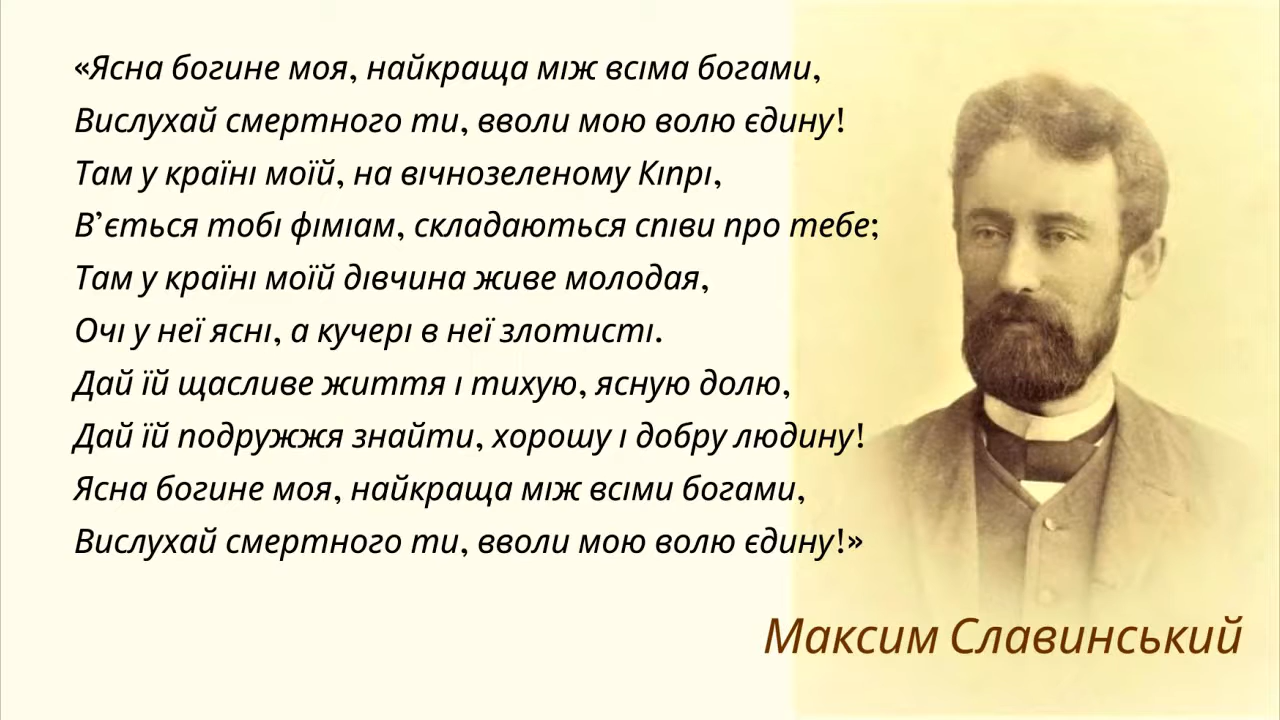 «Ясна богине моя, найкраща між всіма богами,
Вислухай смертного ти, вволи мою волю єдину!
Там у країні моїй, на вічнозеленому Кіпрі,
В’ється тобі фіміам, складаються співи про тебе;
Там у країні моїй дівчина живе молодая,
Очі у неї ясні, а кучері в неї злотисті.
Дай їй щасливе життя і тихую, ясную долю,
Дай їй подружжя знайти, хорошу і добру людину!
Ясна богине моя, найкраща між всіми богами,
Вислухай смертного ти, вволи мою волю єдину!»
Максим Славинський